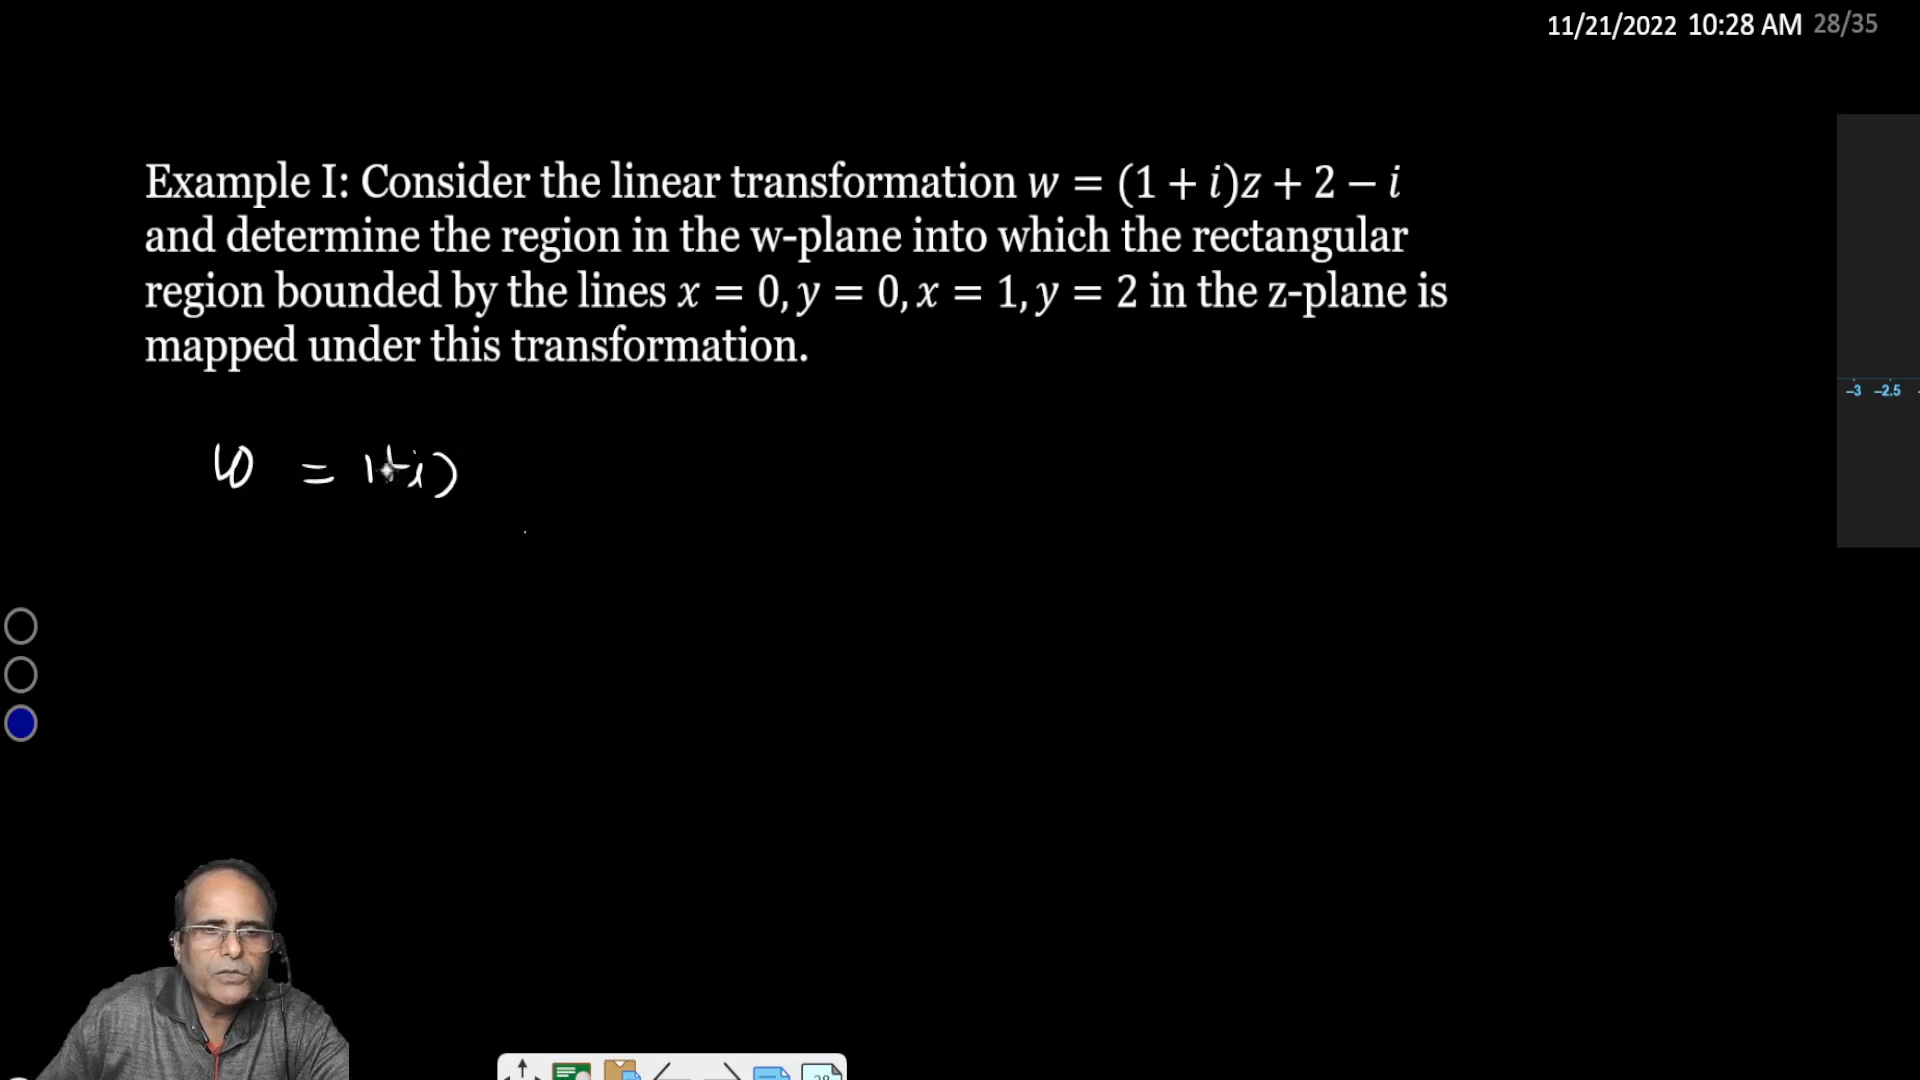 11/21/2022 10:28 AM 28/35
Example I: Consider the linear transformation w = (1 + i)z + 2 − i
and determine the region in the w-plane into which the rectangular
region bounded by the lines x = 0, y = 0, x = 1, y = 2 in the z-plane is
mapped under this transformation.
−3 −2.5
ω = 1+i)